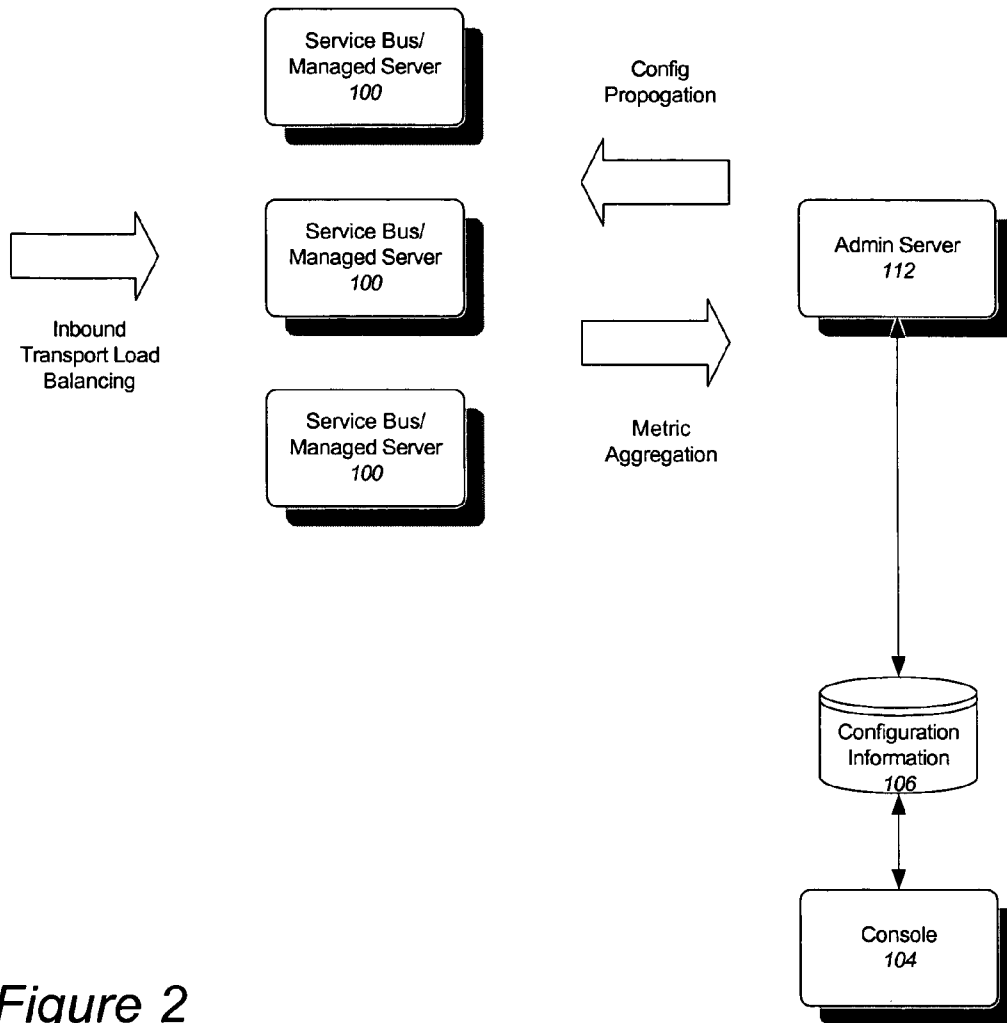 Service Bus/
Managed Server
100
Config
Propogation
Service Bus/
Managed Server
100
Admin Server
112
Inbound
Transport Load
Balancing
Service Bus/
Managed Server
100
Metric
Aggregation
Configuration
Information
106
Console
104
Figure 2